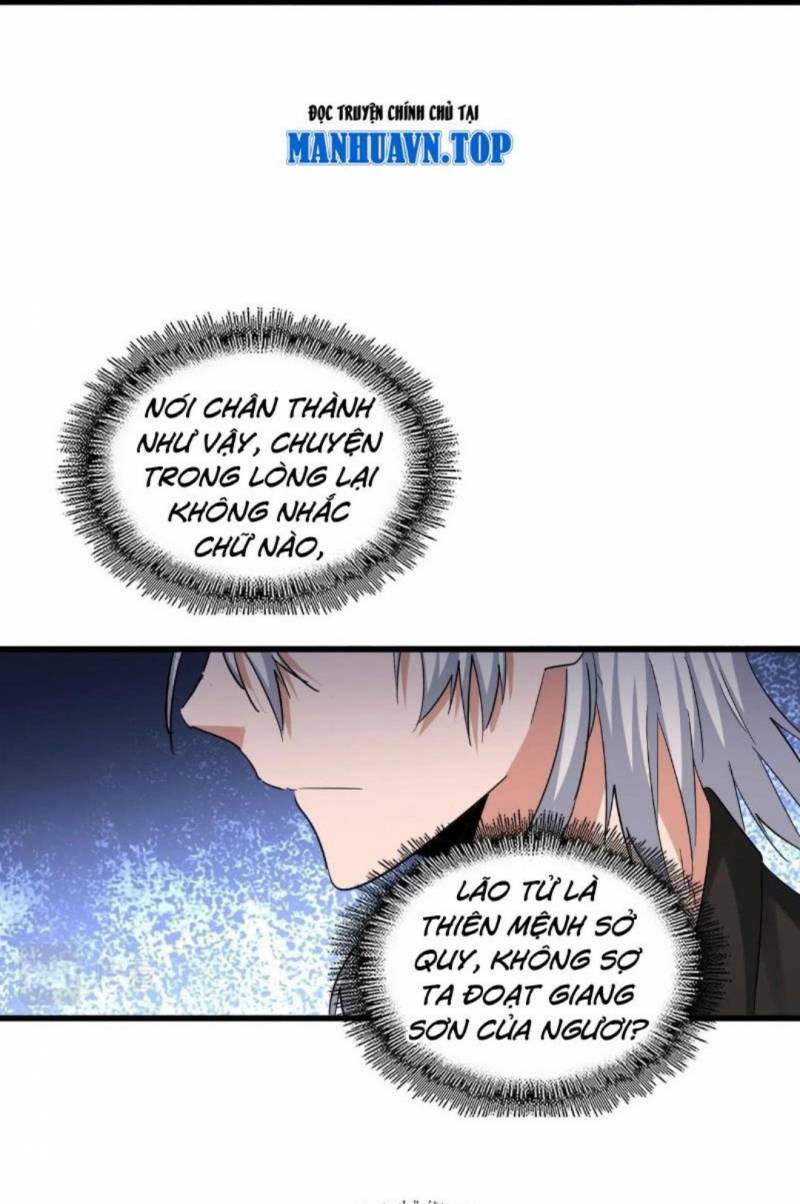 ĐỌC TRUYỆN CHÍNH CHỦ TẠI
MANHUAVN.TOP
NÓI CHÂN THÀNH
NHƯ VẬY, CHUYỆN
TRONG LÒNG LẠI
KHÔNG NHẮC
CHỮ NÀO,
LÃO TỬ LÀ
THIÊN MỆNH SỞ
QUY, KHÔNG SỢ
TA ĐOẠT GIANG
SƠN CỦA NGƯƠI?